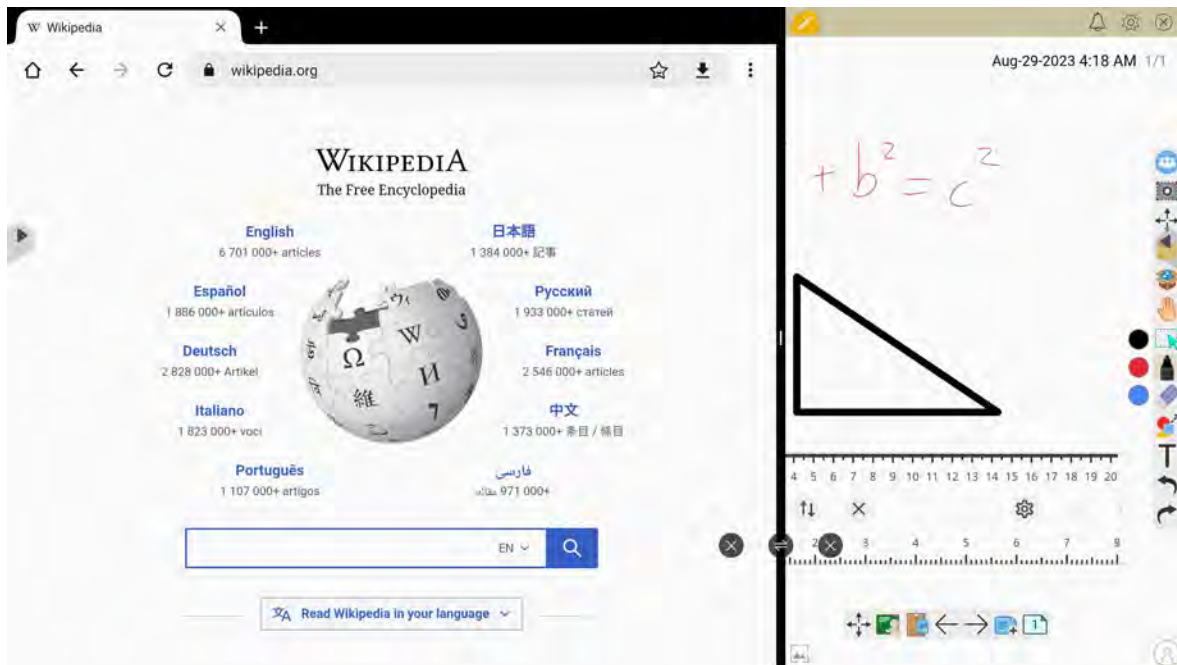 W Wikipedia
wikipedia.org
WIKIPEDIA
The Free Encyclopedia
English
6 701 000+ articles
日本語
1 384 000+ 記事
Español
1 886 000+ artículos
Русский
1 933 000+ статей
Deutsch
2 828 000+ Artikel
Français
2 546 000+ articles
Italiano
1 823 000+ voci
中文
1 373 000+ 条目 / 條目
Português
1 107 000+ artigos
فارسی
971 000+ مقاله
Ω
W
И
維
7
EN
Read Wikipedia in your language
Aug-29-2023 4:18 AM 1/1
+ b² = c²
4 5 6 7 8 9 10 11 12 13 14 15 16 17 18 19 20
2 3 4 5 6 7 8
T
1